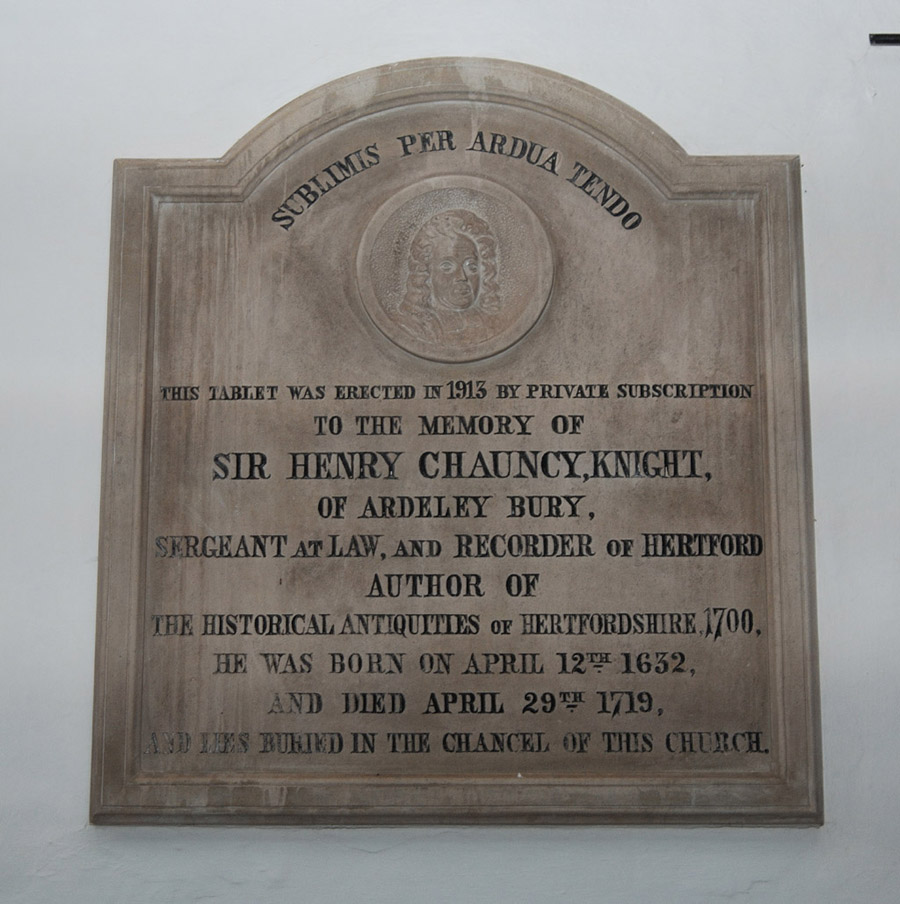 SUBLIMIS PER ARDUA TENDO
THIS TABLET WAS ERECTED IN 1913 BY PRIVATE SUBSCRIPTION
TO THE MEMORY OF
SIR HENRY CHAUNCY, KNIGHT,
OF ARDELEY BURY,
SERGEANT AT LAW, AND RECORDER OF HERTFORD
AUTHOR OF
THE HISTORICAL ANTIQUITIES OF HERTFORDSHIRE, 1700,
HE WAS BORN ON APRIL 12TH 1632,
AND DIED APRIL 29TH 1719,
AND LIES BURIED IN THE CHANCEL OF THIS CHURCH.